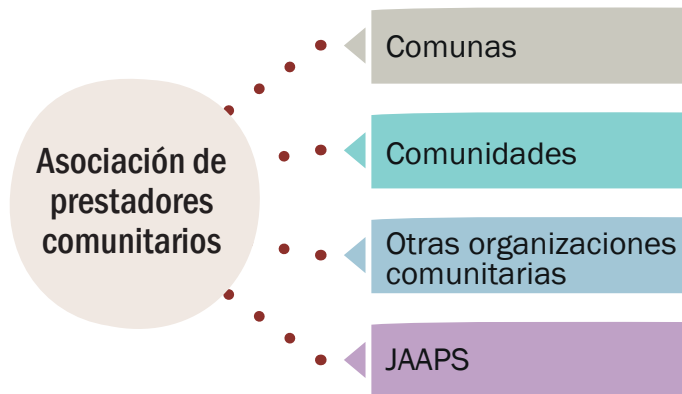 Asociación de
prestadores
comunitarios
Comunas
Comunidades
Otras organizaciones
comunitarias
JAAPS